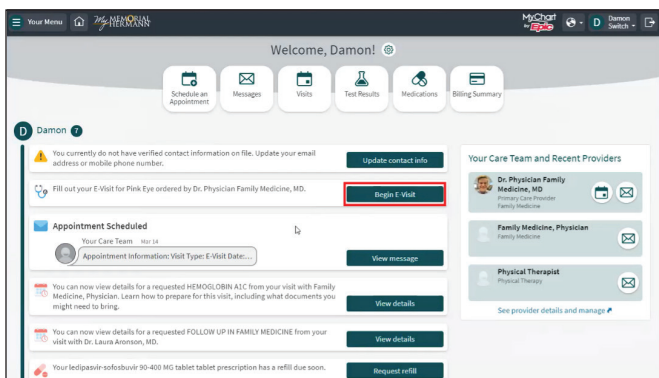 Your Menu
My MEMORIAL HERMANN
MyChart by Epic
D Damon Switch
Welcome, Damon!
Schedule an Appointment
Messages
Visits
Test Results
Medications
Billing Summary
D Damon 7
You currently do not have verified contact information on file. Update your email
address or mobile phone number.
Update contact info
Fill out your E-Visit for Pink Eye ordered by Dr. Physician Family Medicine, MD.
Begin E-Visit
Appointment Scheduled
Your Care Team Mar 14
Appointment Information: Visit Type: E-Visit Date:...
View message
You can now view details for a requested HEMOGLOBIN A1C from your visit with Family
Medicine, Physician. Learn how to prepare for this visit, including what documents you
might need to bring.
View details
You can now view details for a requested FOLLOW UP IN FAMILY MEDICINE from your
visit with Dr. Laura Aronson, MD.
View details
Your ledipasvir-sofosbuvir 90-400 MG tablet tablet prescription has a refill due soon.
Request refill
Your Care Team and Recent Providers
Dr. Physician Family
Medicine, MD
Primary Care Provider
Family Medicine
Family Medicine, Physician
Family Medicine
Physical Therapist
Physical Therapy
See provider details and manage